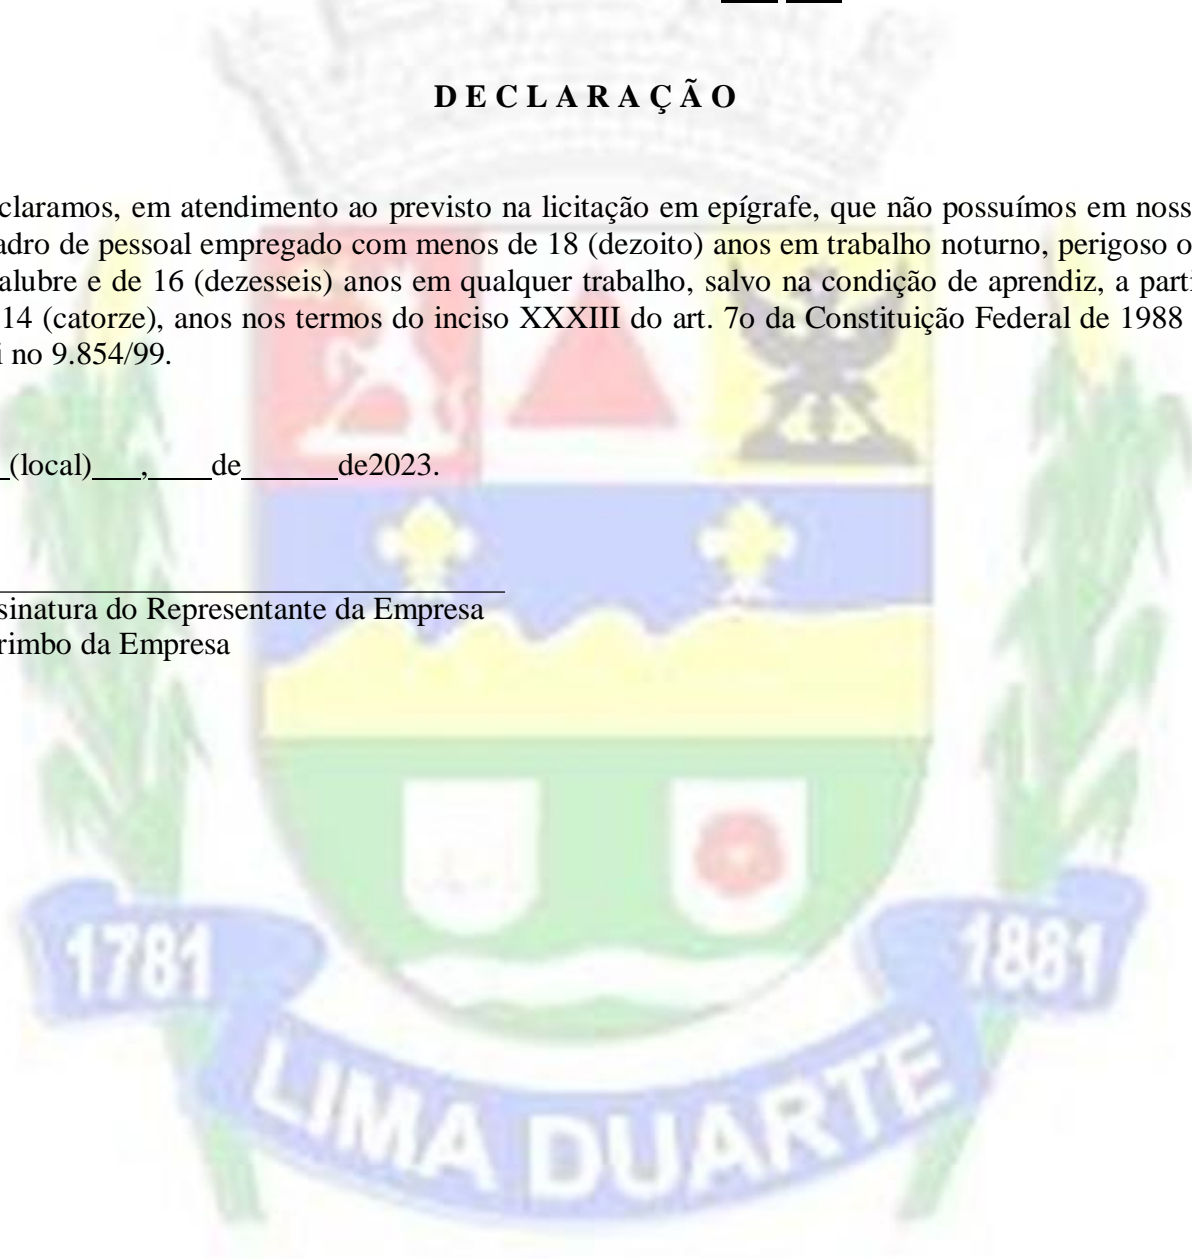 D E C L A R A Ç Ã O
claramos, em atendimento ao previsto na licitação em epígrafe, que não possuímos em noss
adro de pessoal empregado com menos de 18 (dezoito) anos em trabalho noturno, perigoso o
alubre e de 16 (dezesseis) anos em qualquer trabalho, salvo na condição de aprendiz, a parti
14 (catorze), anos nos termos do inciso XXXIII do art. 7o da Constituição Federal de 1988
i no 9.854/99.
_(local)___,____de______de2023.
sinatura do Representante da Empresa
rimbo da Empresa
1781
1881
LIMA DUARTE